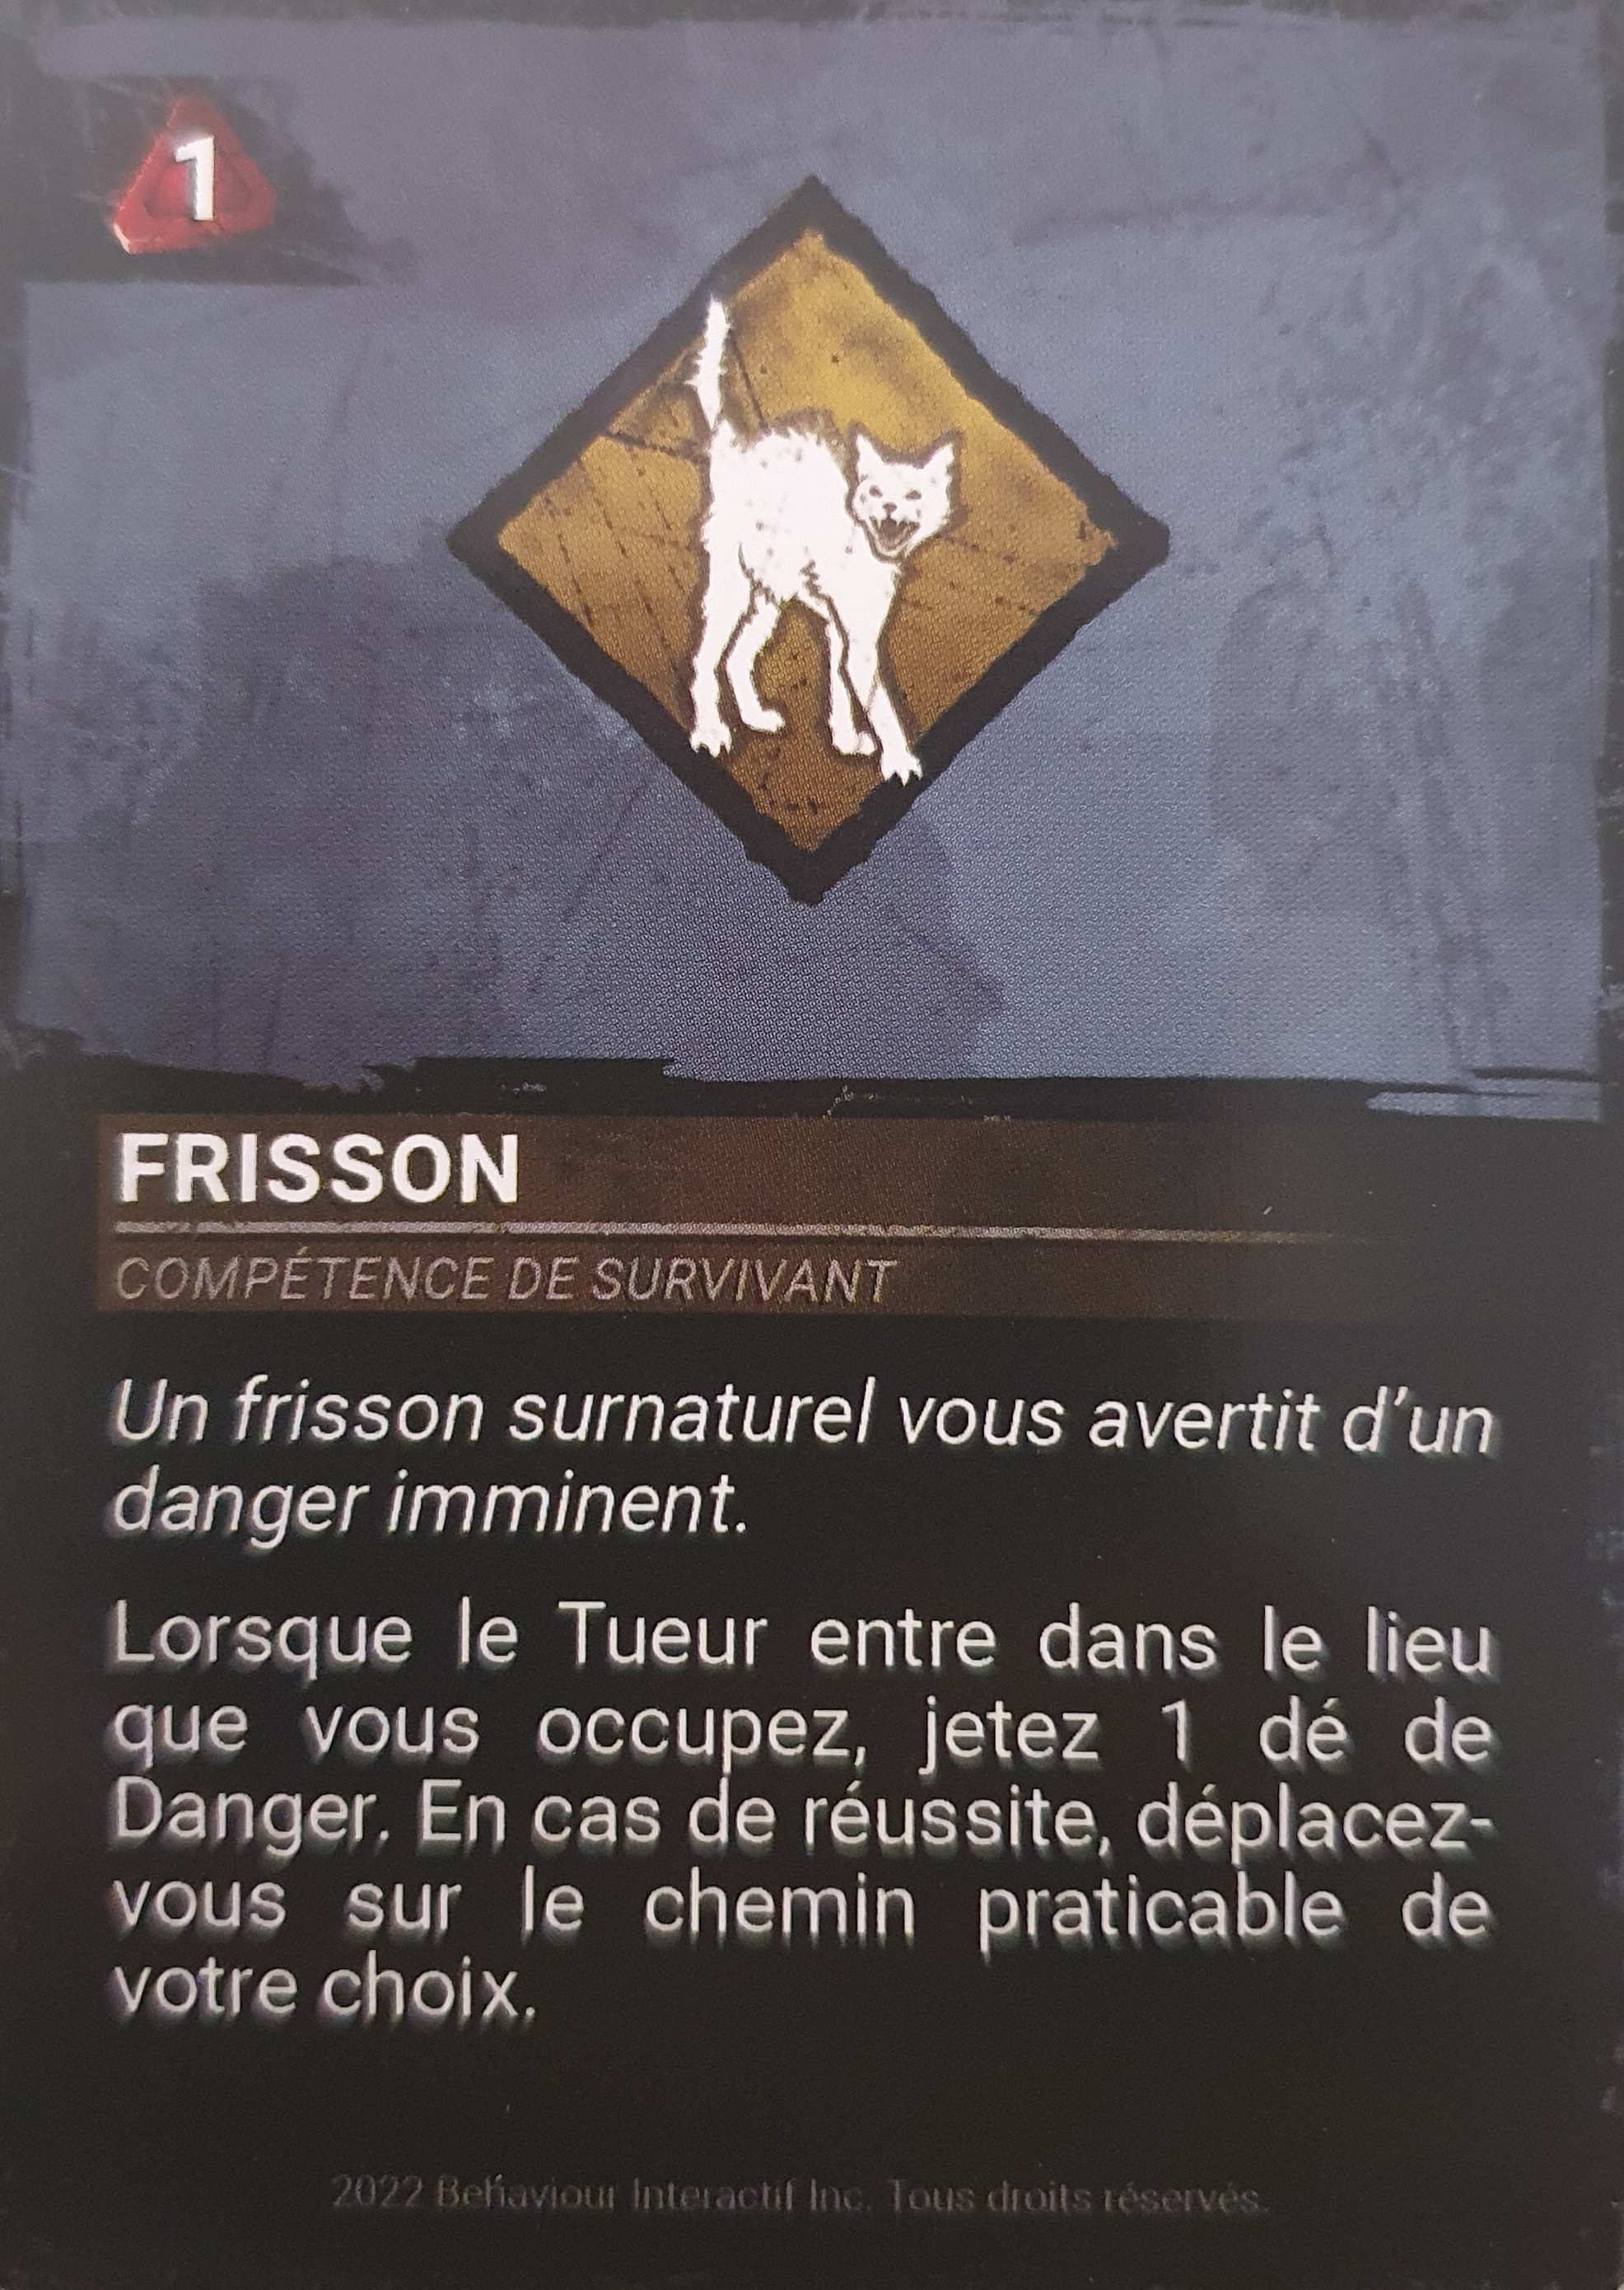 1
FRISSON
COMPÉTENCE DE SURVIVANT
Un frisson surnaturel vous avertit d'un
danger imminent.
Lorsque le Tueur entre dans le lieu
que vous occupez, jetez 1 dé de
Danger. En cas de réussite, déplacez-
vous sur le chemin praticable de
votre choix.
2022 Behaviour Interactif Inc. Tous droits réservés.